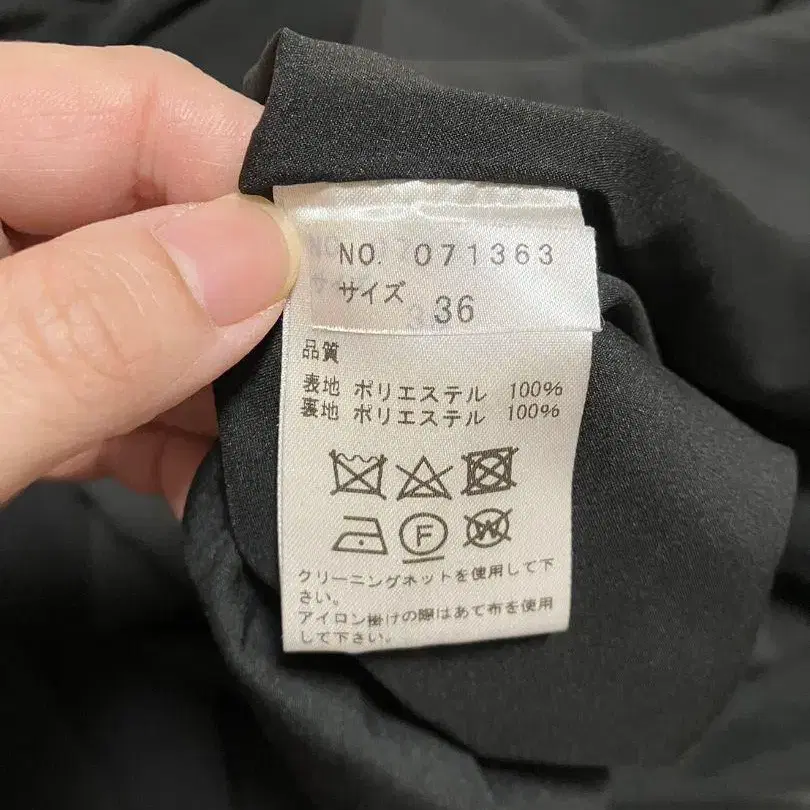 NO. 071363
サイズ 36
品質
表地 ポリエステル 100%
裏地 ポリエステル 100%
F
W
クリーニングネットを使用して下
さい。
アイロン掛けの際はあて布を使用
して下さい。